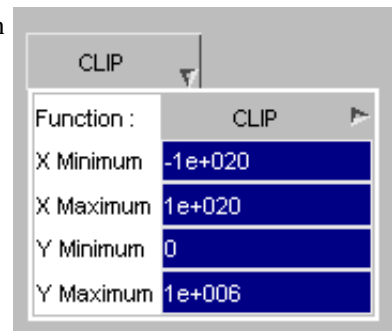 CLIP
Function : CLIP
X Minimum -1e+020
X Maximum 1e+020
Y Minimum 0
Y Maximum 1e+006